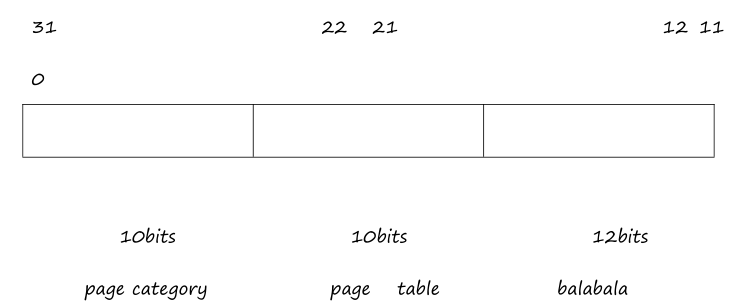 31 22 21 12 11
0
10bits 10bits 12bits
page category page table balabala